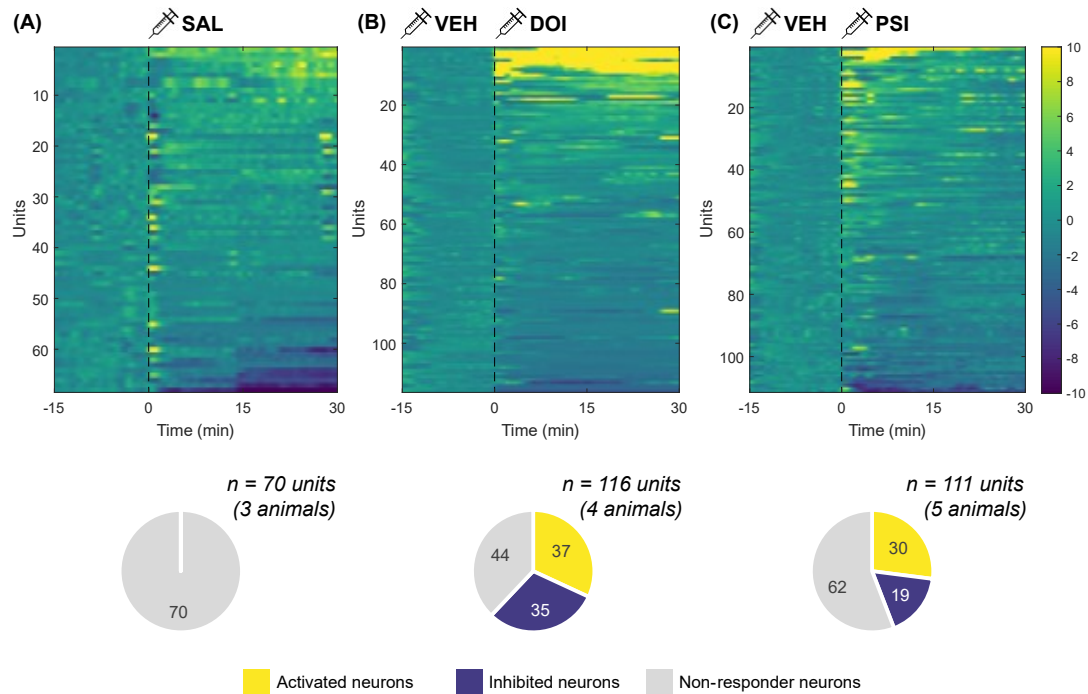 (A) SAL
(B) VEH DOI
(C) VEH PSI
Units
10
20
30
40
50
60
-15 0 15 30
Time (min)
Units
20
40
60
80
100
-15 0 15 30
Time (min)
Units
20
40
60
80
100
-15 0 15 30
Time (min)
10
8
6
4
2
0
-2
-4
-6
-8
-10
n = 70 units
(3 animals)
70
n = 116 units
(4 animals)
44
37
35
n = 111 units
(5 animals)
30
62
19
Activated neurons
Inhibited neurons
Non-responder neurons